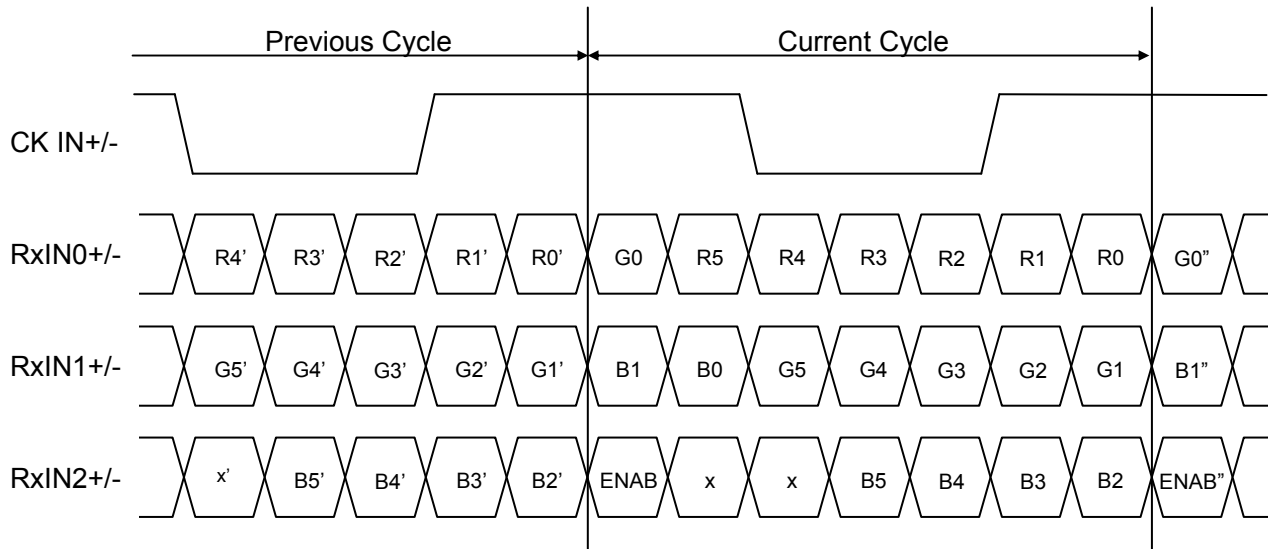 Previous Cycle Current Cycle
CK IN+/-
RxIN0+/- R4’ R3’ R2’ R1’ R0’ G0 R5 R4 R3 R2 R1 R0 G0”
RxIN1+/- G5’ G4’ G3’ G2’ G1’ B1 B0 G5 G4 G3 G2 G1 B1”
RxIN2+/- x’ B5’ B4’ B3’ B2’ ENAB x x B5 B4 B3 B2 ENAB”